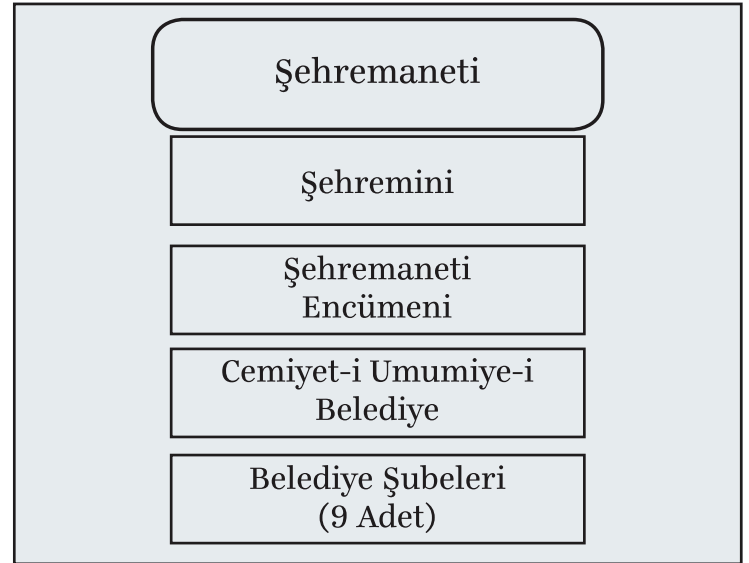 Şehremaneti
Şehremini
Şehremaneti
Encümeni
Cemiyet-i Umumiye-i
Belediye
Belediye Şubeleri
(9 Adet)